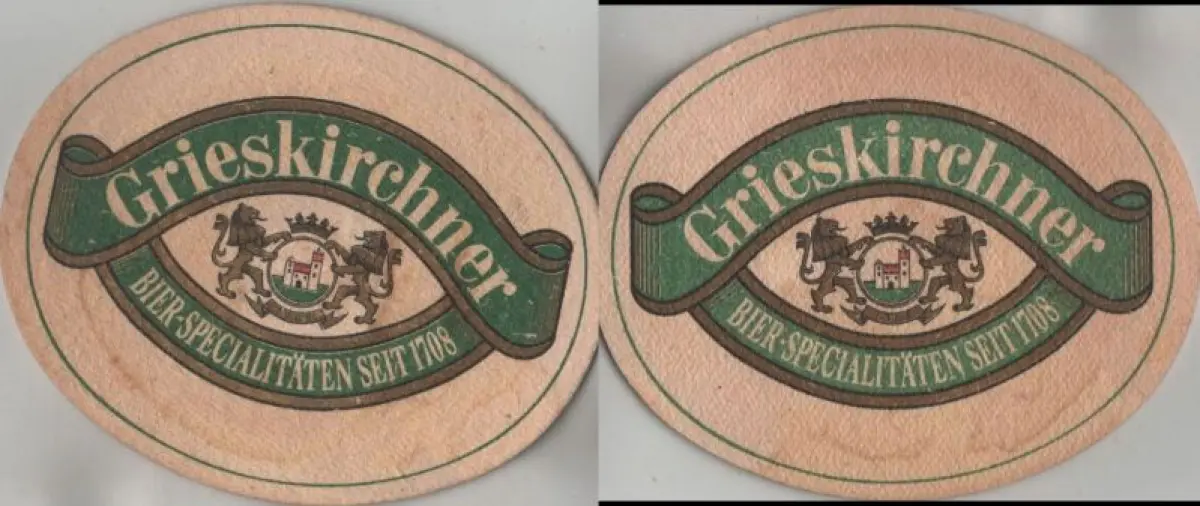 Grieskirchner
BIER-SPECIALITÄTEN SEIT 1708
Grieskirchner
BIER-SPECIALITÄTEN SEIT 1708